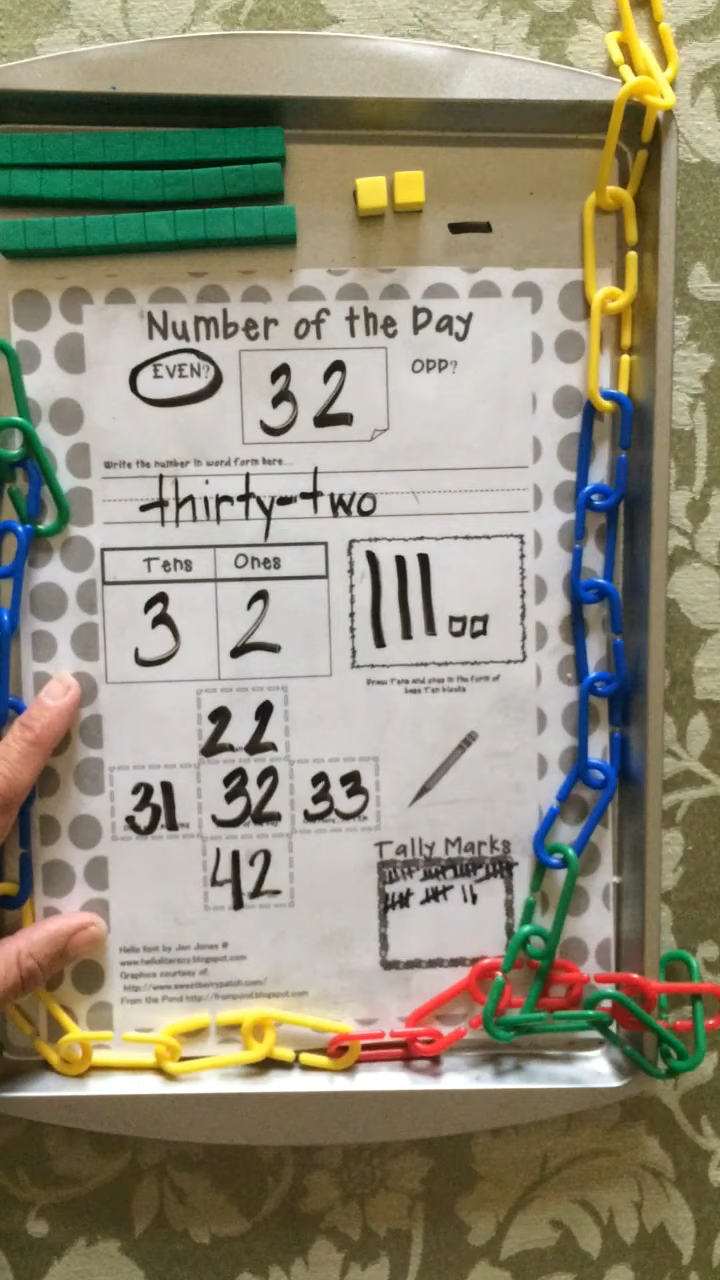 Number of the Day
EVEN? 32 ODD?
Write the number in word form here...
thirty-two
Tens Ones
3 2
Draw Tens and ones in the form of
base Ten blocks
22
31 32 33
42
Tally Marks
Hello font by Jen Jones @
www.helloliteracy.blogspot.com
Graphics courtesy of:
http://www.sweetberrypatch.com/
From the Pond http://frompond.blogspot.com